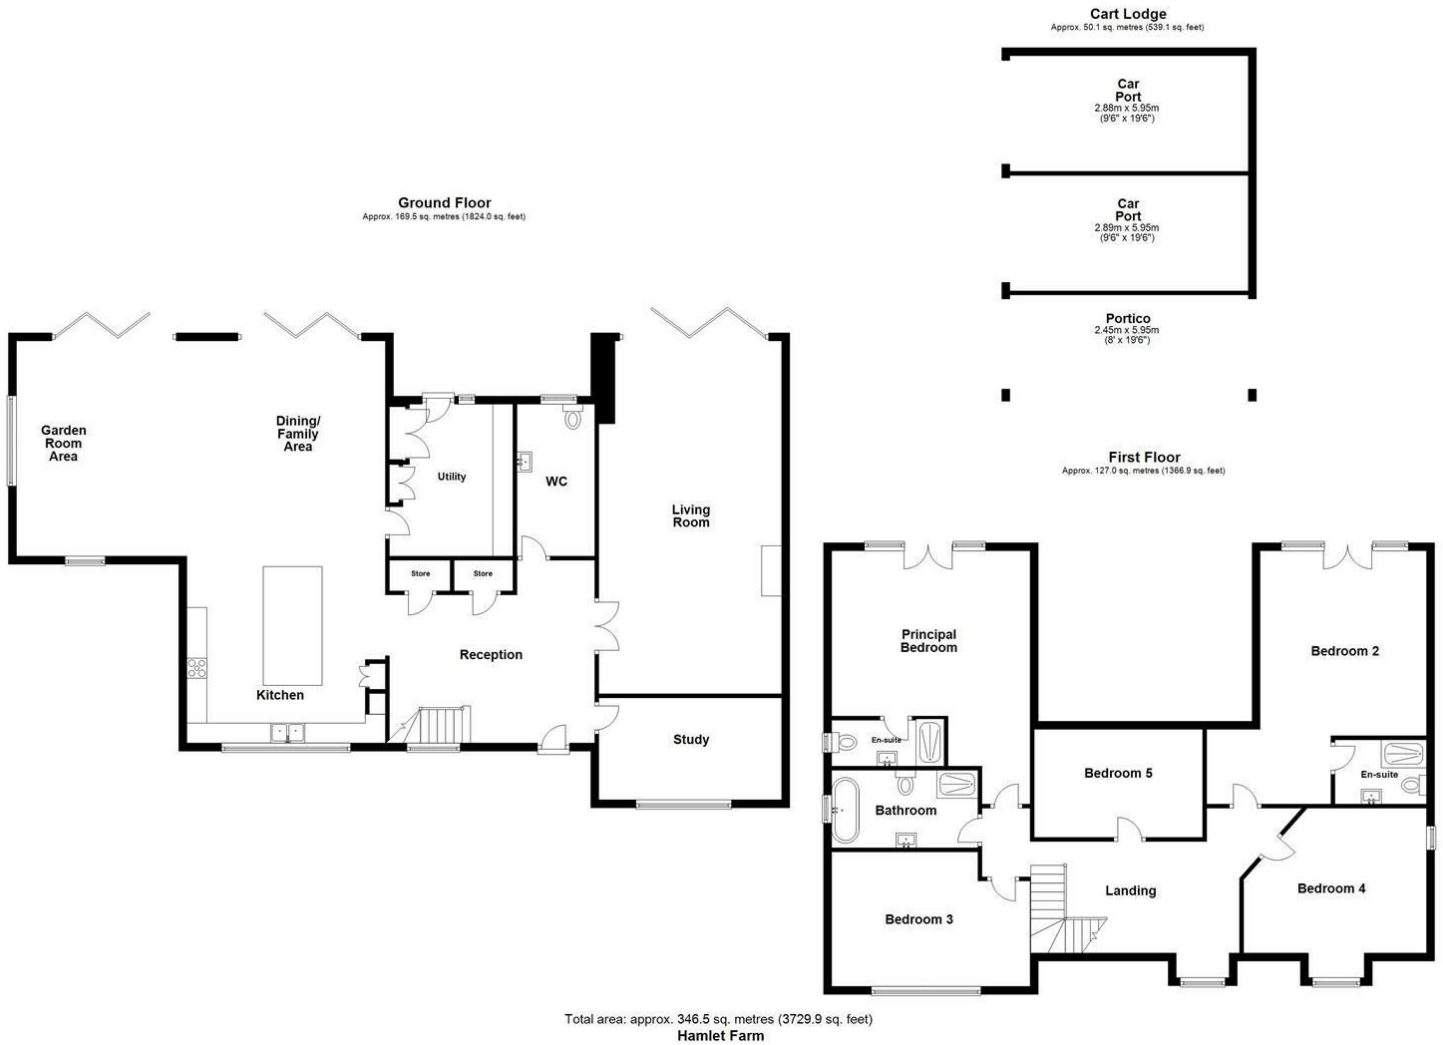 Cart Lodge
Approx. 50.1 sq. metres (539.1 sq. feet)
Car
Port
2.88m x 5.95m
(9'6" x 19'6")
Car
Port
2.89m x 5.95m
(9'6" x 19'6")
Portico
2.45m x 5.95m
(8' x 19'6")
Ground Floor
Approx. 169.5 sq. metres (1824.0 sq. feet)
Garden
Room
Area
Dining/
Family
Area
Utility
WC
Living
Room
Store
Store
Reception
Kitchen
Study
First Floor
Approx. 127.0 sq. metres (1366.9 sq. feet)
Principal
Bedroom
Bedroom 2
En-suite
Bedroom 5
En-suite
Bathroom
Landing
Bedroom 4
Bedroom 3
Total area: approx. 346.5 sq. metres (3729.9 sq. feet)
Hamlet Farm